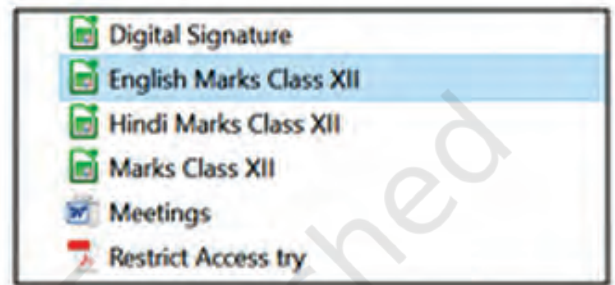 Digital Signature
English Marks Class XII
Hindi Marks Class XII
Marks Class XII
Meetings
Restrict Access try